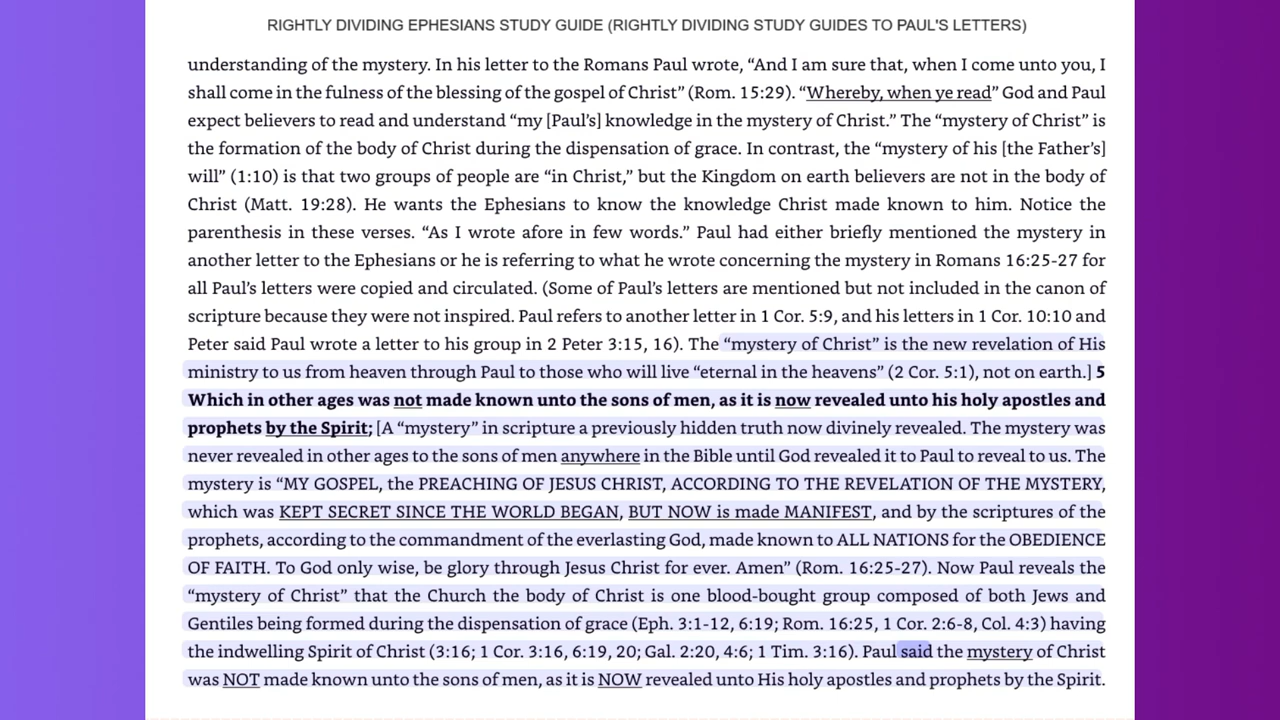 RIGHTLY DIVIDING EPHESIANS STUDY GUIDE (RIGHTLY DIVIDING STUDY GUIDES TO PAUL'S LETTERS)
understanding of the mystery. In his letter to the Romans Paul wrote, “And I am sure that, when I come unto you, I
shall come in the fulness of the blessing of the gospel of Christ” (Rom. 15:29). “Whereby, when ye read” God and Paul
expect believers to read and understand “my [Paul’s] knowledge in the mystery of Christ.” The “mystery of Christ” is
the formation of the body of Christ during the dispensation of grace. In contrast, the “mystery of his [the Father’s]
will” (1:10) is that two groups of people are “in Christ,” but the Kingdom on earth believers are not in the body of
Christ (Matt. 19:28). He wants the Ephesians to know the knowledge Christ made known to him. Notice the
parenthesis in these verses. “As I wrote afore in few words.” Paul had either briefly mentioned the mystery in
another letter to the Ephesians or he is referring to what he wrote concerning the mystery in Romans 16:25-27 for
all Paul’s letters were copied and circulated. (Some of Paul’s letters are mentioned but not included in the canon of
scripture because they were not inspired. Paul refers to another letter in 1 Cor. 5:9, and his letters in 1 Cor. 10:10 and
Peter said Paul wrote a letter to his group in 2 Peter 3:15, 16). The “mystery of Christ” is the new revelation of His
ministry to us from heaven through Paul to those who will live “eternal in the heavens” (2 Cor. 5:1), not on earth.] 5
Which in other ages was not made known unto the sons of men, as it is now revealed unto his holy apostles and
prophets by the Spirit; [A “mystery” in scripture a previously hidden truth now divinely revealed. The mystery was
never revealed in other ages to the sons of men anywhere in the Bible until God revealed it to Paul to reveal to us. The
mystery is “MY GOSPEL, the PREACHING OF JESUS CHRIST, ACCORDING TO THE REVELATION OF THE MYSTERY,
which was KEPT SECRET SINCE THE WORLD BEGAN, BUT NOW is made MANIFEST, and by the scriptures of the
prophets, according to the commandment of the everlasting God, made known to ALL NATIONS for the OBEDIENCE
OF FAITH. To God only wise, be glory through Jesus Christ for ever. Amen” (Rom. 16:25-27). Now Paul reveals the
“mystery of Christ” that the Church the body of Christ is one blood-bought group composed of both Jews and
Gentiles being formed during the dispensation of grace (Eph. 3:1-12, 6:19; Rom. 16:25, 1 Cor. 2:6-8, Col. 4:3) having
the indwelling Spirit of Christ (3:16; 1 Cor. 3:16, 6:19, 20; Gal. 2:20, 4:6; 1 Tim. 3:16). Paul said the mystery of Christ
was NOT made known unto the sons of men, as it is NOW revealed unto His holy apostles and prophets by the Spirit.